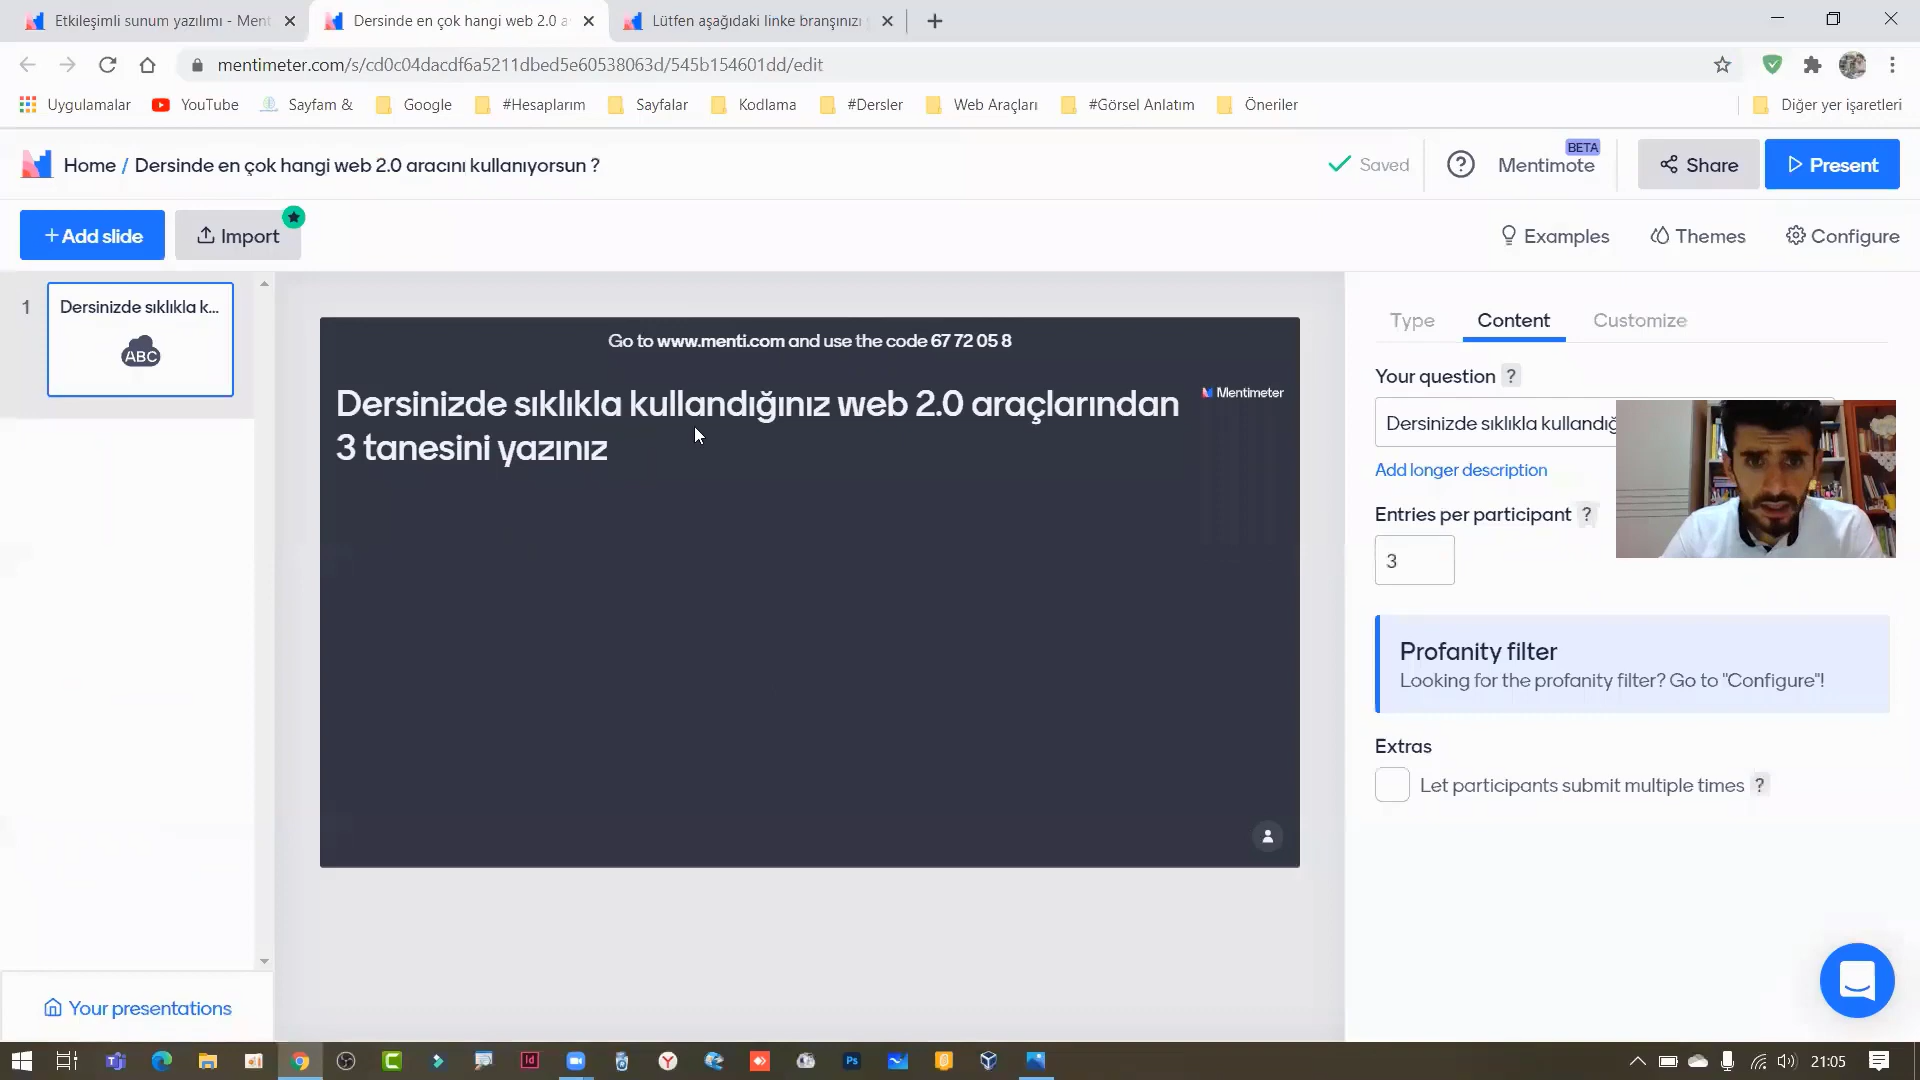 Etkileşimli sunum yazılımı - Ment
Dersinde en çok hangi web 2.0 a
Lütfen aşağıdaki linke branşınızı
mentimeter.com/s/cd0c04dacdf6a5211dbed5e60538063d/545b154601dd/edit
Uygulamalar YouTube Sayfam & Google #Hesaplarım Sayfalar Kodlama #Dersler Web Araçları #Görsel Anlatım Öneriler Diğer yer işaretleri
Home / Dersinde en çok hangi web 2.0 aracını kullanıyorsun ?
Saved
Mentimote
BETA
Share
Present
+Add slide
Import
Examples
Themes
Configure
1
Dersinizde sıklıkla k...
ABC
Go to www.menti.com and use the code 67 72 05 8
Dersinizde sıklıkla kullandığınız web 2.0 araçlarından
3 tanesini yazınız
Mentimeter
Type Content Customize
Your question ?
Dersinizde sıklıkla kullandığ
Add longer description
Entries per participant ?
3
Profanity filter
Looking for the profanity filter? Go to "Configure"!
Extras
Let participants submit multiple times ?
Your presentations
21:05